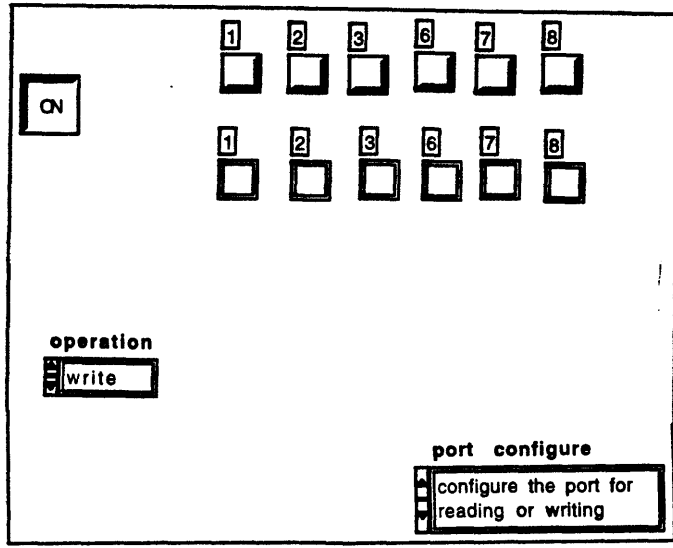 1 2 3 6 7 8
ON
1 2 3 6 7 8
operation
write
port configure
configure the port for
reading or writing